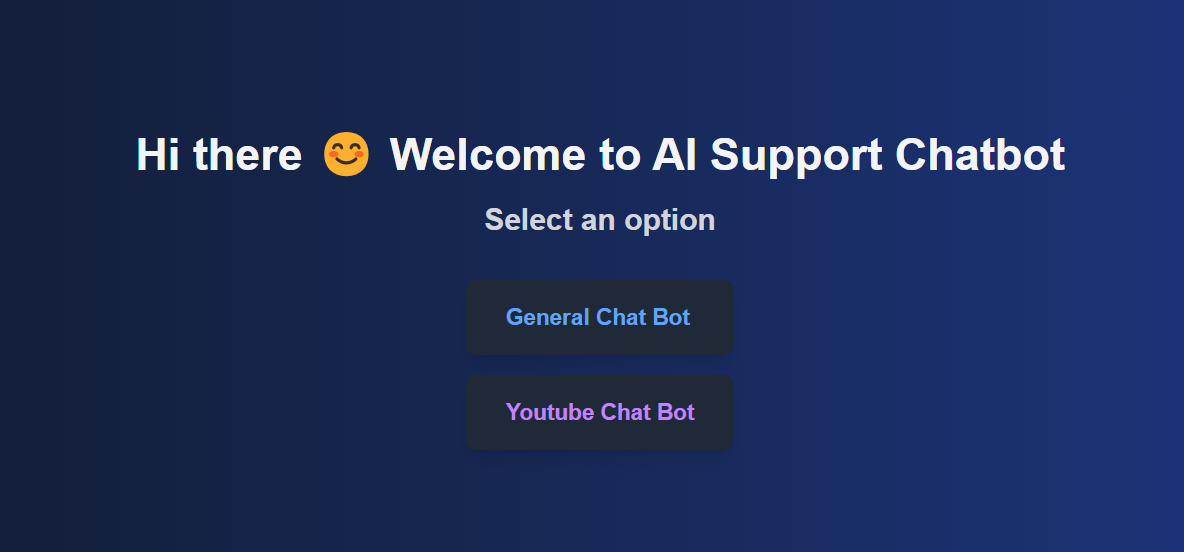 Hi there 😊 Welcome to AI Support Chatbot
Select an option
General Chat Bot
Youtube Chat Bot